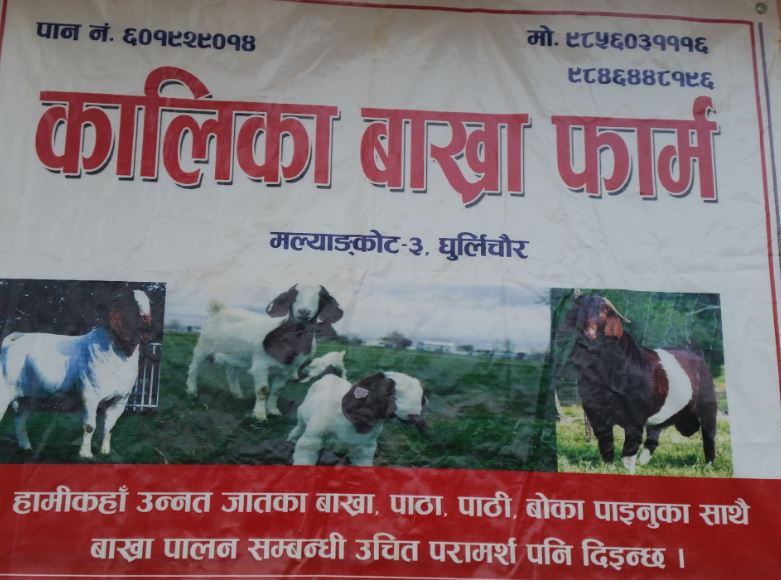 पान नं. ६०१९२९०१४
मो. ९८५६०३१११६
९८४६४४८१९६
कालिका बाख्रा फार्म
मल्याङ्कोट-३, घुर्लिचौर
हामीकहाँ उन्नत जातका बाख्रा, पाठा, पाठी, बोका पाइनुका साथै
बाख्रा पालन सम्बन्धी उचित परामर्श पनि दिइन्छ ।